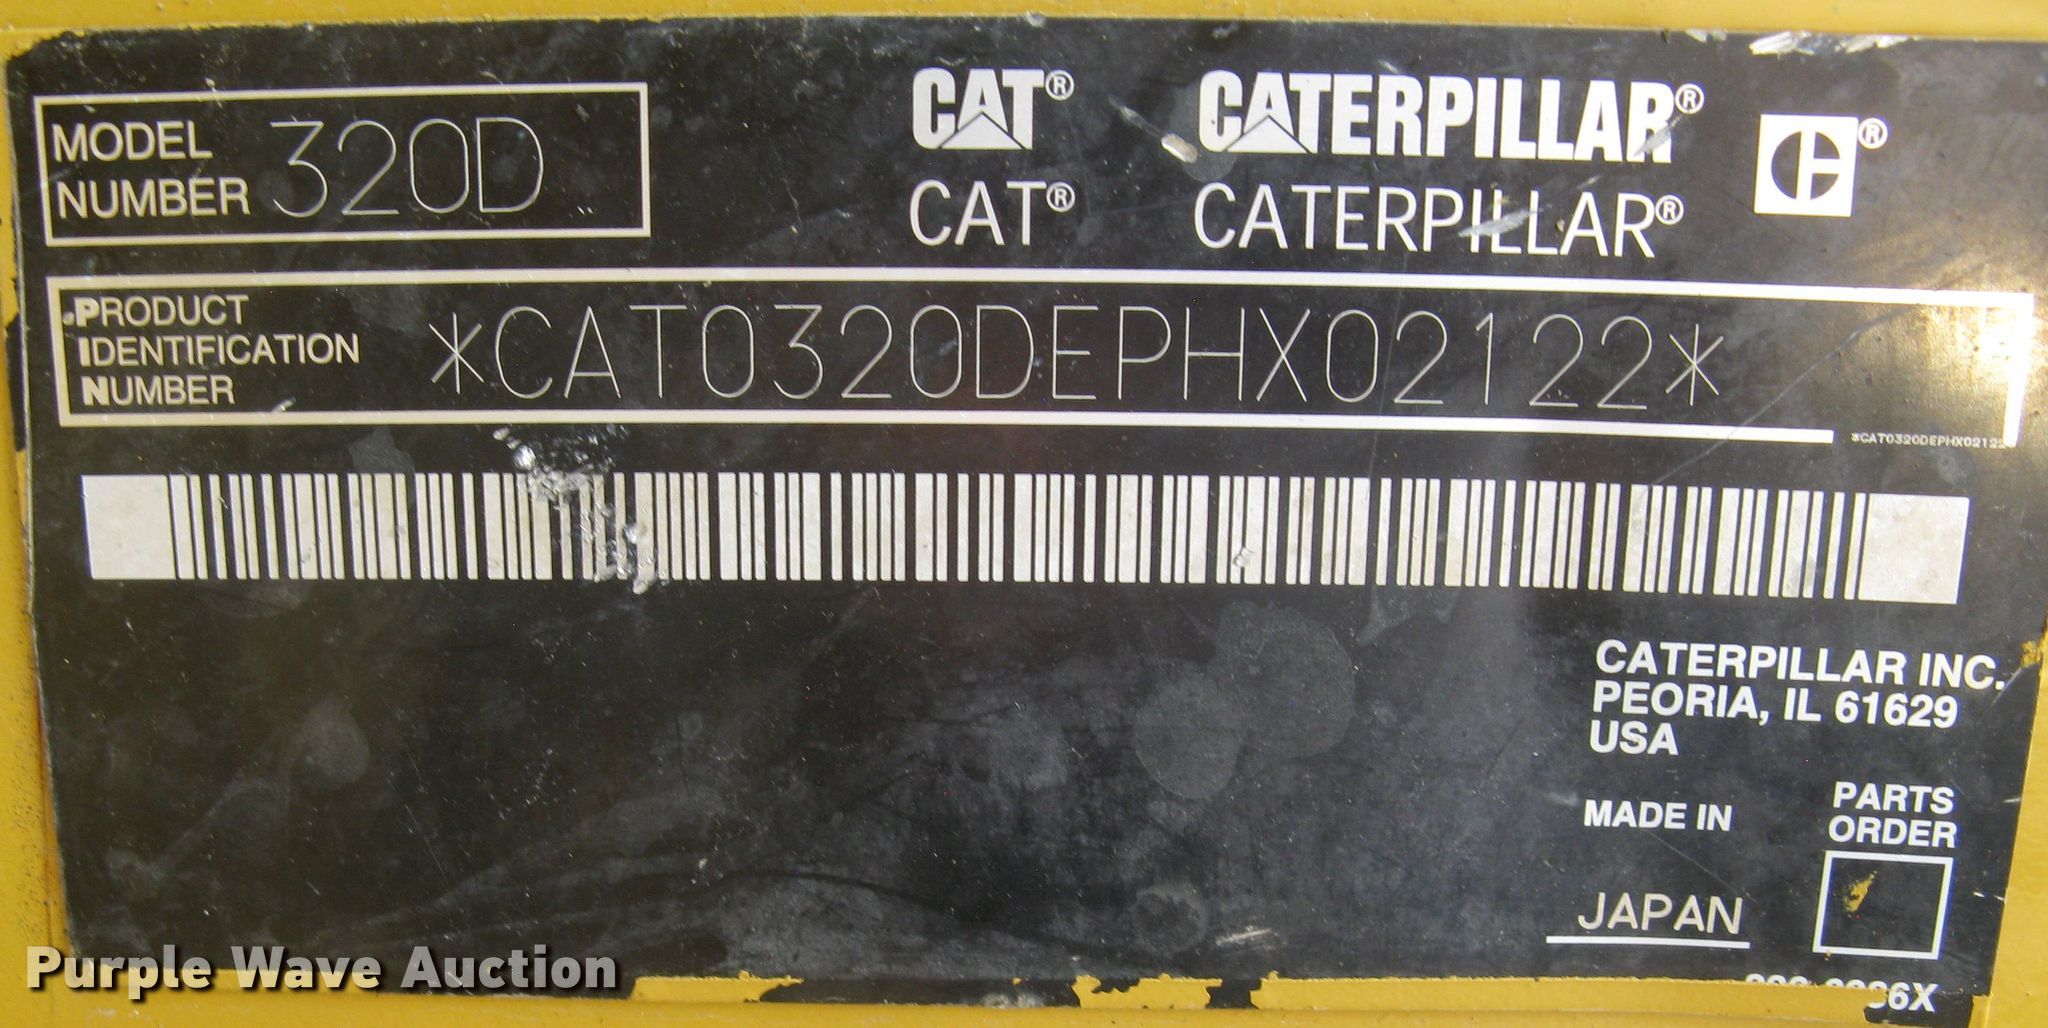 MODEL NUMBER 320D
CAT® CATERPILLAR® ®
CAT® CATERPILLAR®
PRODUCT
IDENTIFICATION
NUMBER
*CAT0320DEPHX02122*
*CAT0320DEPHX02122
CATERPILLAR INC.
PEORIA, IL 61629
USA
MADE IN
JAPAN
PARTS
ORDER
Purple Wave Auction